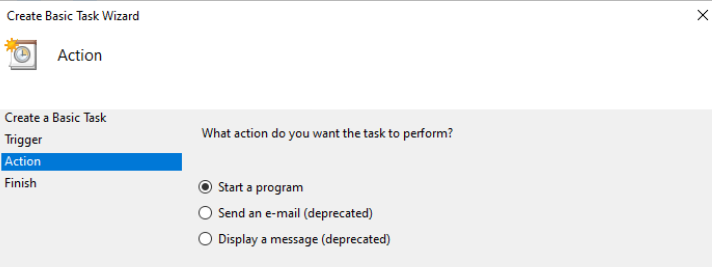 Create Basic Task Wizard
Action
Create a Basic Task
Trigger
Action
Finish
What action do you want the task to perform?
Start a program
Send an e-mail (deprecated)
Display a message (deprecated)